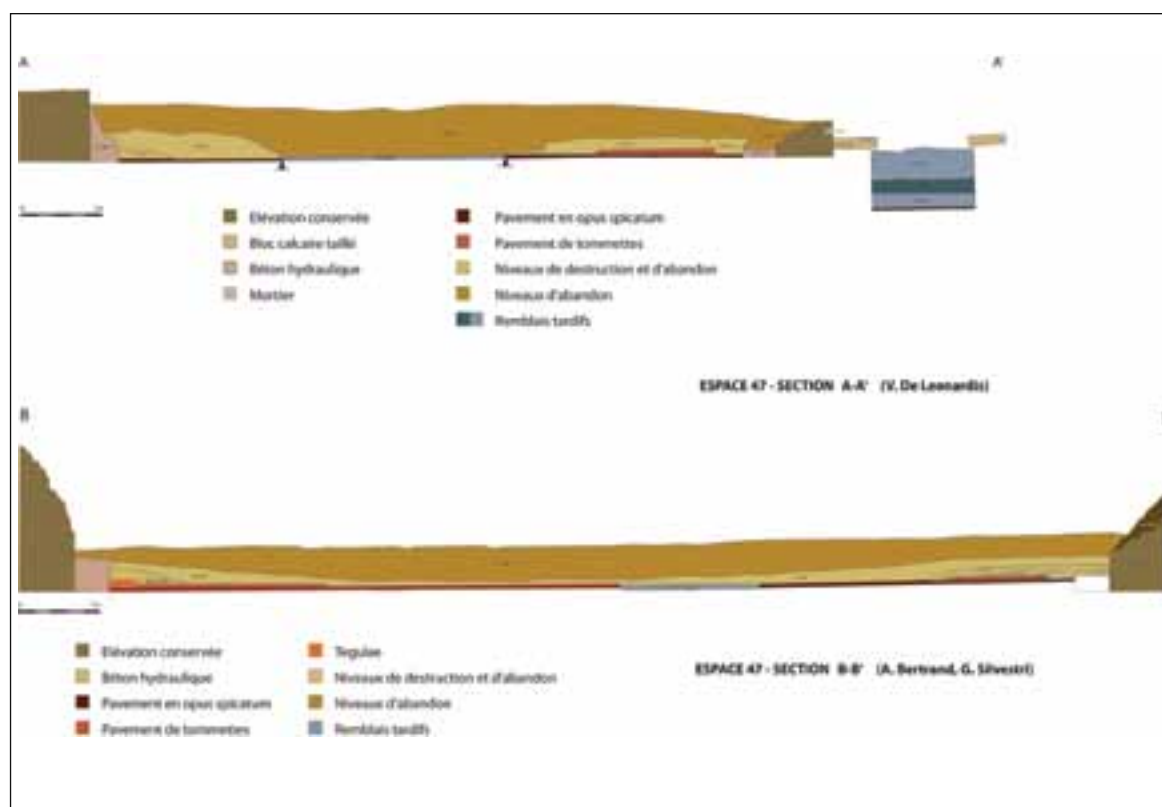 A A'
Elévation conservée
Bloc calcaire taillé
Béton hydraulique
Mortier
Pavement en opus spicatum
Pavement de tommettes
Niveaux de destruction et d'abandon
Niveaux d'abandon
Remblais tardifs
ESPACE 47 - SECTION A-A' (V. De Leonardis)
B
Elévation conservée
Béton hydraulique
Pavement en opus spicatum
Pavement de tommettes
Tegulae
Niveaux de destruction et d'abandon
Niveaux d'abandon
Remblais tardifs
ESPACE 47 - SECTION B-B' (A. Bertrand, G. Silvestri)